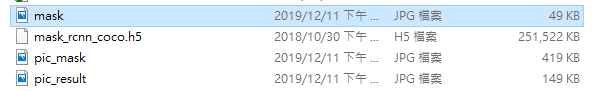 mask 2019/12/11 下午 ... JPG 檔案 49 KB
mask_rcnn_coco.h5 2018/10/30 下午 ... H5 檔案 251,522 KB
pic_mask 2019/12/11 下午 ... JPG 檔案 419 KB
pic_result 2019/12/11 下午 ... JPG 檔案 149 KB